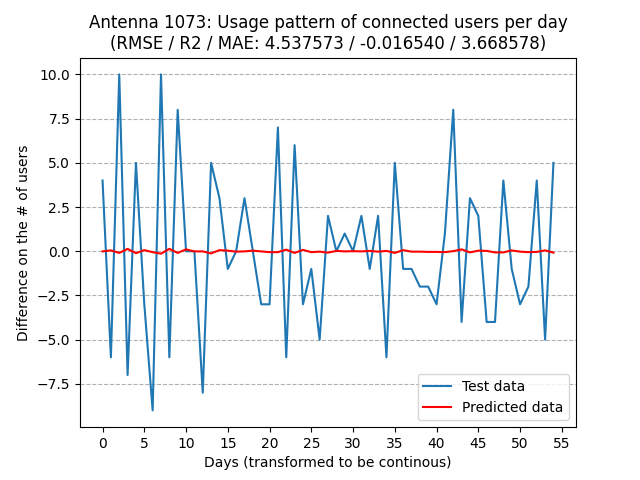 Antenna 1073: Usage pattern of connected users per day
(RMSE / R2 / MAE: 4.537573 / -0.016540 / 3.668578)
Difference on the # of users
10.0
7.5
5.0
2.5
0.0
−2.5
−5.0
−7.5
Test data
Predicted data
0 5 10 15 20 25 30 35 40 45 50 55
Days (transformed to be continous)